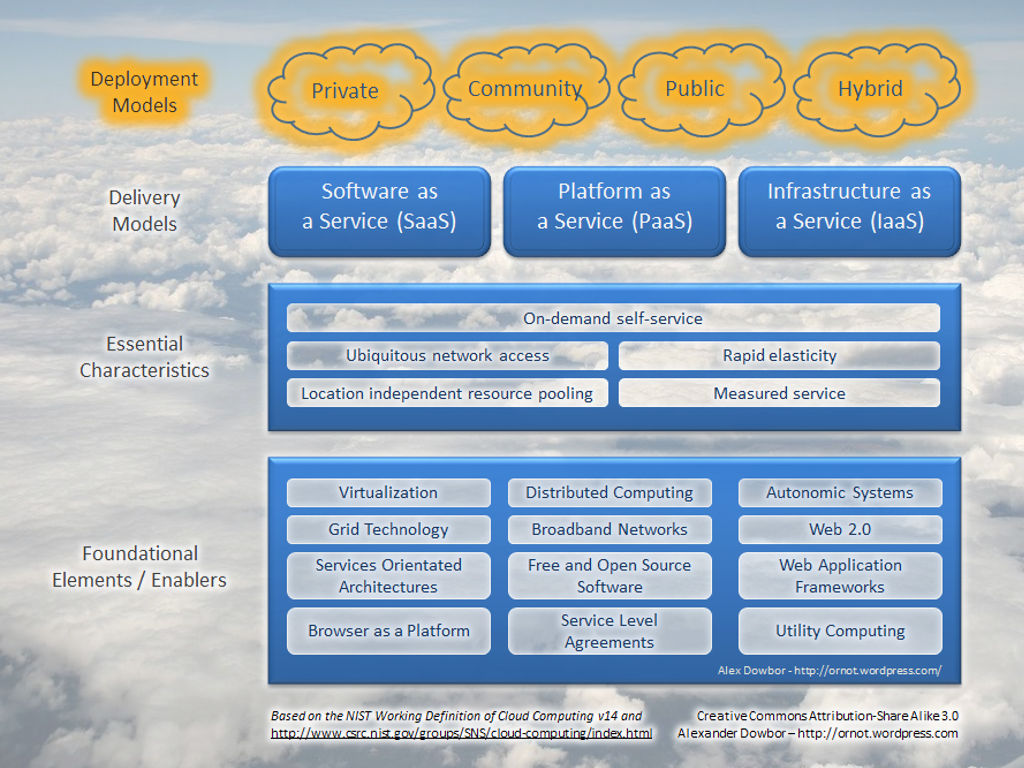 Deployment
Models
Private
Community
Public
Hybrid
Delivery
Models
Software as
a Service (SaaS)
Platform as
a Service (PaaS)
Infrastructure as
a Service (IaaS)
Essential
Characteristics
On-demand self-service
Ubiquitous network access
Rapid elasticity
Location independent resource pooling
Measured service
Foundational
Elements / Enablers
Virtualization
Distributed Computing
Autonomic Systems
Grid Technology
Broadband Networks
Web 2.0
Services Orientated
Architectures
Free and Open Source
Software
Web Application
Frameworks
Browser as a Platform
Service Level
Agreements
Utility Computing
Alex Dowbor - http://ornot.wordpress.com/
Based on the NIST Working Definition of Cloud Computing v14 and
http://www.csrc.nist.gov/groups/SNS/cloud-computing/index.html
Creative Commons Attribution-Share Alike 3.0
Alexander Dowbor – http://ornot.wordpress.com